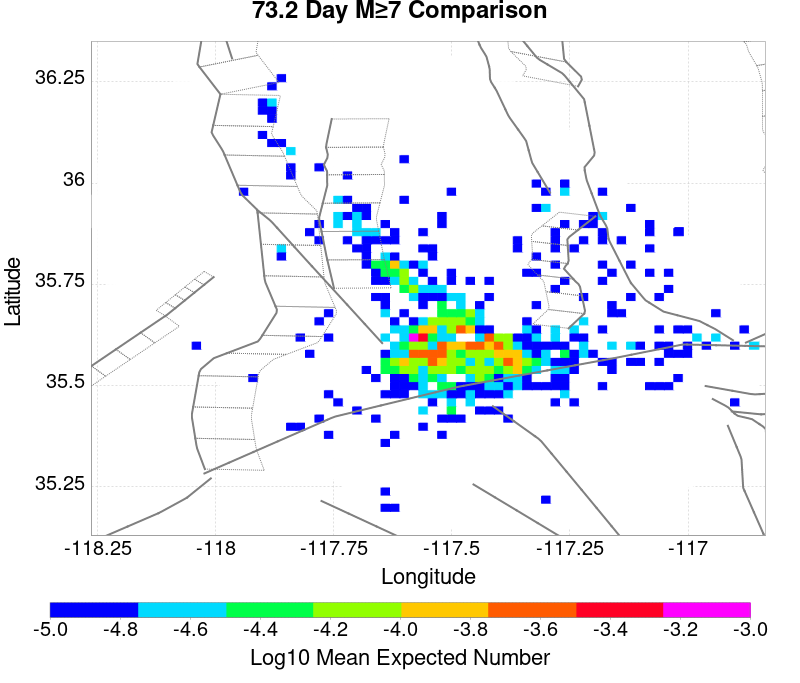 73.2 Day M≥7 Comparison
36.25
36
35.75
35.5
35.25
Latitude
-118.25 -118 -117.75 -117.5 -117.25 -117
Longitude
-5.0 -4.8 -4.6 -4.4 -4.2 -4.0 -3.8 -3.6 -3.4 -3.2 -3.0
Log10 Mean Expected Number